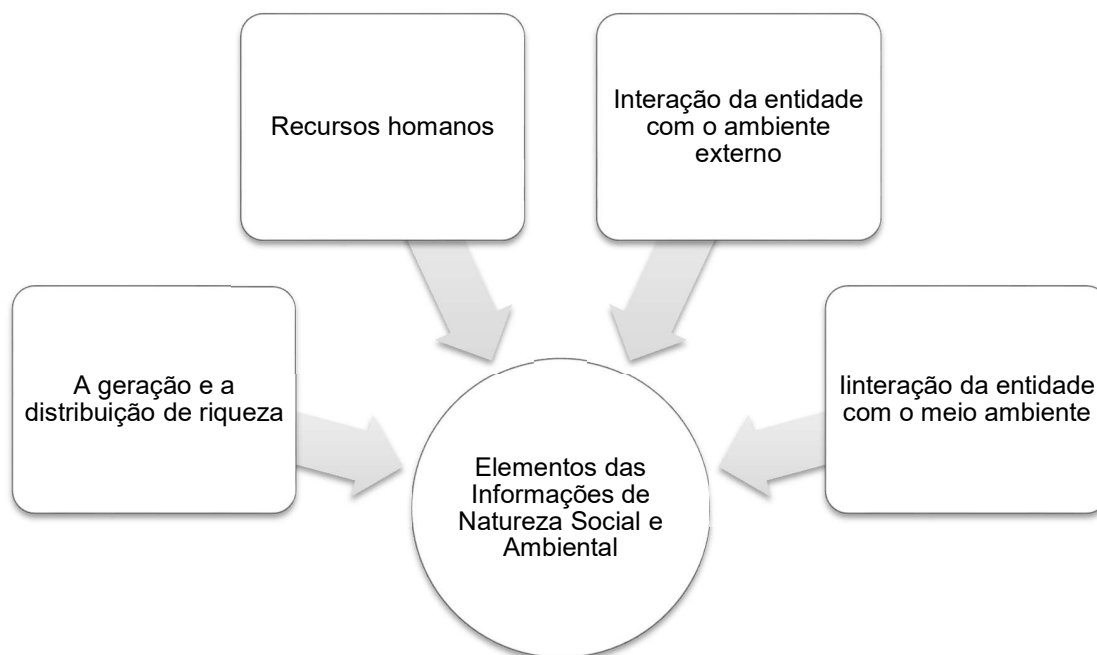 Recursos homanos
Interação da entidade
com o ambiente
externo
A geração e a
distribuição de riqueza
Iinteração da entidade
com o meio ambiente
Elementos das
Informações de
Natureza Social e
Ambiental